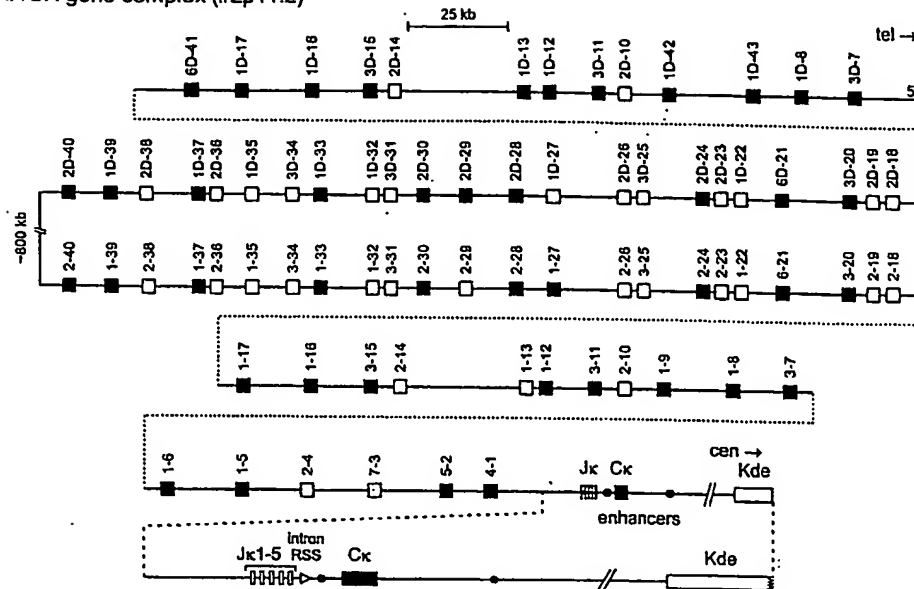 25 kb
tel →
6D-41 1D-17 1D-16 3D-15 2D-14 1D-13 1D-12 3D-11 2D-10 1D-42 1D-43 1D-8 3D-7
2D-40 1D-39 2D-38 1D-37 2D-36 1D-35 3D-34 1D-33 1D-32 3D-31 2D-30 2D-29 2D-28 1D-27 2D-26 3D-25 2D-24 2D-23 1D-22 6D-21 3D-20 2D-19 2D-18
~800 kb
2-40 1-39 2-38 1-37 2-36 1-35 3-34 1-33 1-32 3-31 2-30 2-29 2-28 1-27 2-26 3-25 2-24 2-23 1-22 6-21 3-20 2-19 2-18
1-17 1-16 3-15 2-14 1-13 1-12 3-11 2-10 1-9 1-8 3-7
cen →
1-6 1-5 2-4 7-3 5-2 4-1 Jκ Cκ Kde
enhancers
intron
Jκ1-5 RSS Cκ Kde